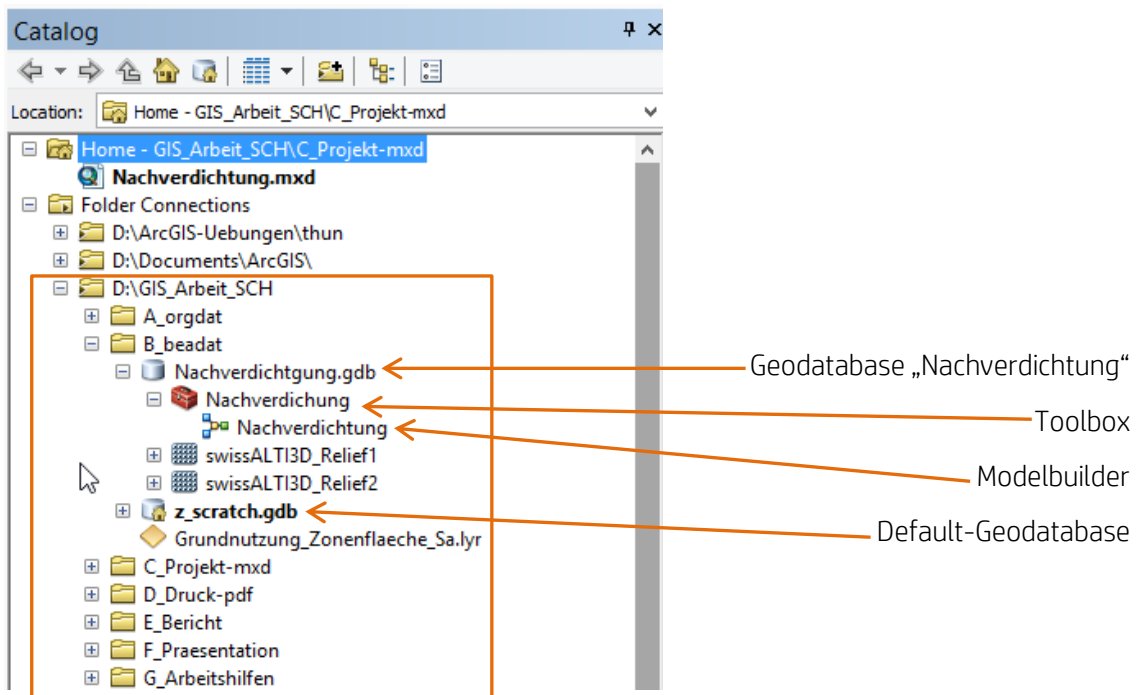 Catalog
Location: Home - GIS_Arbeit_SCH\C_Projekt-mxd
Home - GIS_Arbeit_SCH\C_Projekt-mxd
Nachverdichtung.mxd
Folder Connections
D:\ArcGIS-Uebungen\thun
D:\Documents\ArcGIS\
D:\GIS_Arbeit_SCH
A_orgdat
B_beadat
Nachverdichtgung.gdb
Geodatabase „Nachverdichtung“
Nachverdichung
Toolbox
Nachverdichtung
Modelbuilder
swissALTI3D_Relief1
swissALTI3D_Relief2
z_scratch.gdb
Default-Geodatabase
Grundnutzung_Zonenflaeche_Sa.lyr
C_Projekt-mxd
D_Druck-pdf
E_Bericht
F_Praesentation
G_Arbeitshilfen